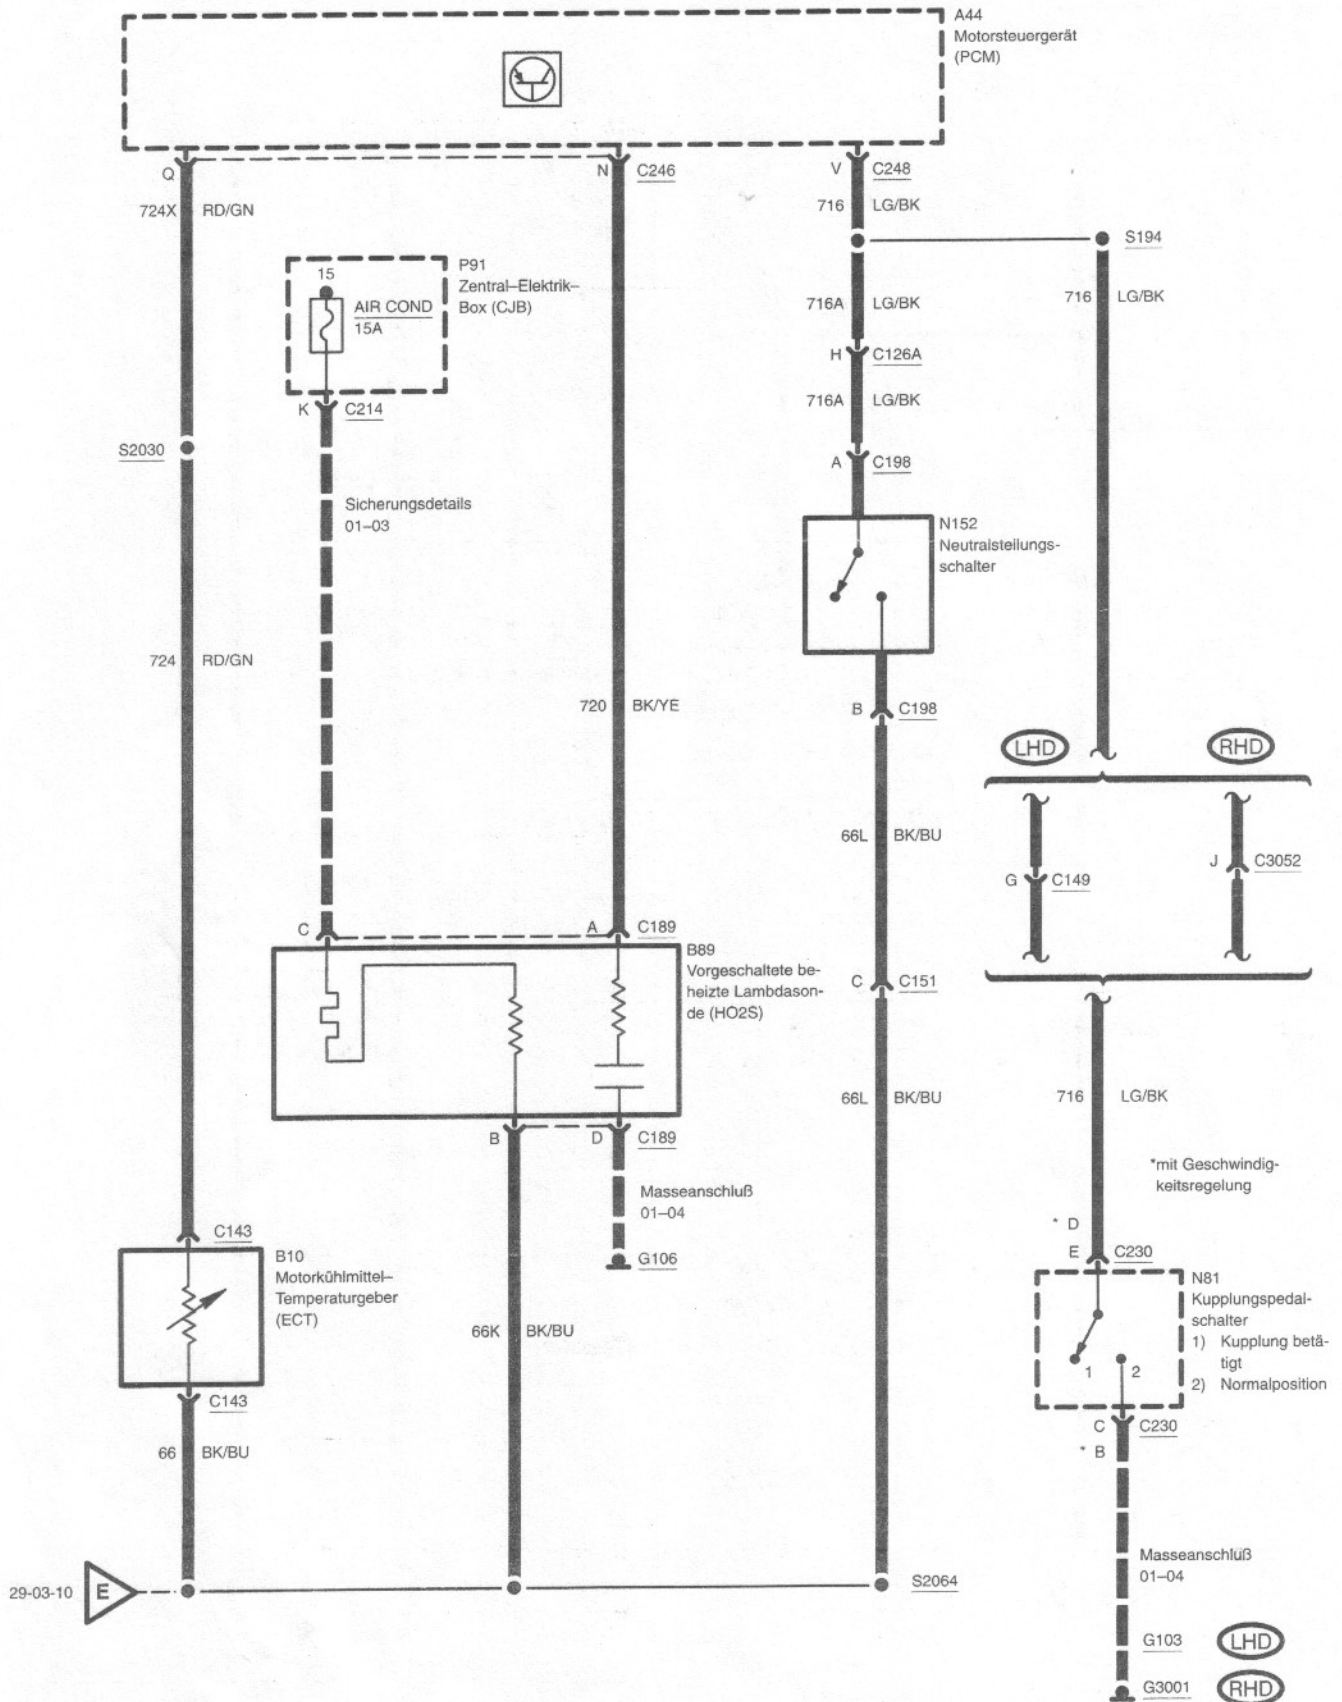 A44
Motorsteuergerät
(PCM)
Q
N
C246
V
C248
724X
RD/GN
716
LG/BK
S194
P91
Zentral–Elektrik–
Box (CJB)
15
AIR COND
15A
716A
LG/BK
716
LG/BK
H
C126A
716A
LG/BK
K
C214
S2030
A
C198
Sicherungsdetails
01–03
N152
Neutralstellungs-
schalter
724
RD/GN
720
BK/YE
B
C198
LHD
RHD
66L
BK/BU
J
C3052
G
C149
C
A
C189
B89
Vorgeschaltete be-
heizte Lambdason-
de (HO2S)
C
C151
66L
BK/BU
716
LG/BK
B
D
C189
*mit Geschwindig-
keitsregelung
Masseanschluß
01–04
* D
C143
E
C230
B10
Motorkühlmittel–
Temperaturgeber
(ECT)
G106
N81
Kupplungspedal-
schalter
1) Kupplung betä-
tigt
2) Normalposition
66K
BK/BU
1
2
C143
C
C230
* B
66
BK/BU
Masseanschlüß
01–04
29-03-10
E
S2064
G103
LHD
G3001
RHD